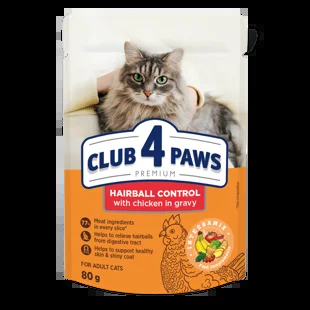 CLUB 4 PAWS
PREMIUM
HAIRBALL CONTROL
with chicken in gravy
Meat ingredients
in every slice*
Helps to relieve hairballs
from digestive tract
Helps to support healthy
skin & shiny coat
FOR ADULT CATS
80 g